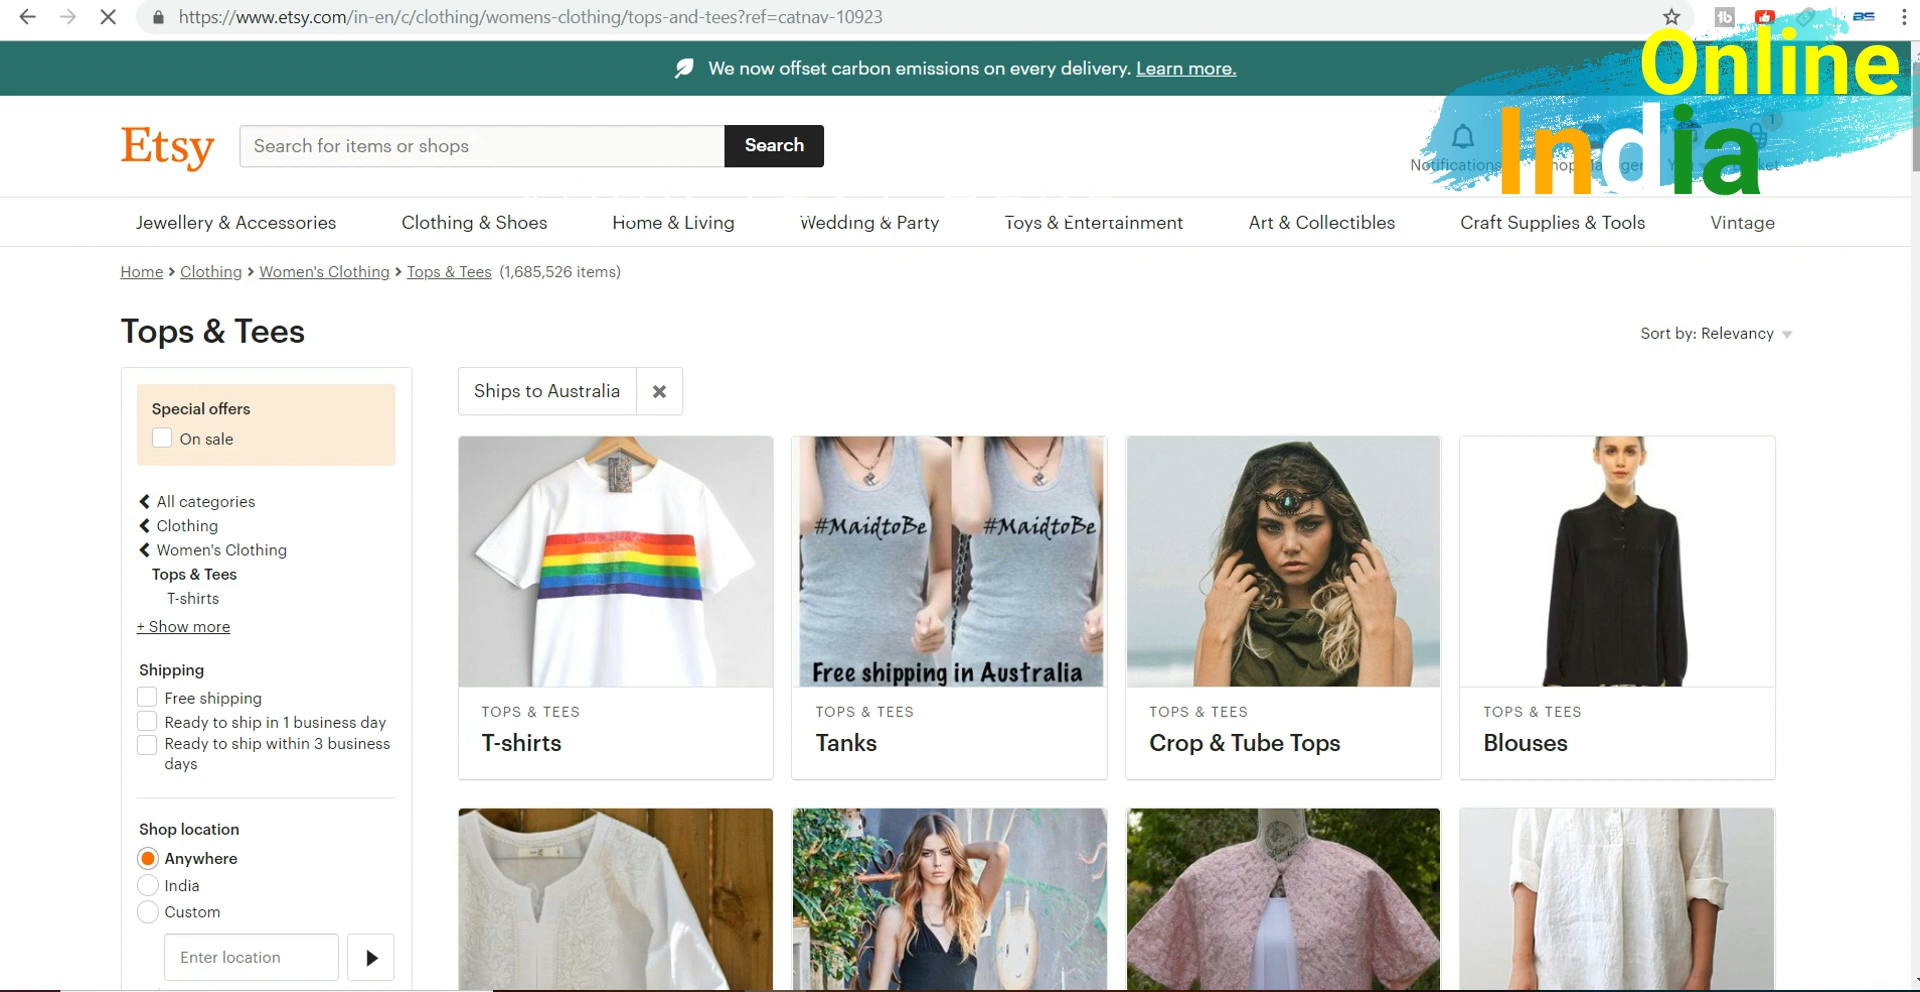 https://www.etsy.com/in-en/c/clothing/womens-clothing/tops-and-tees?ref=catnav-10923
We now offset carbon emissions on every delivery. Learn more.
Online
India
Etsy
Search for items or shops
Search
Notifications
1
Jewellery & Accessories
Clothing & Shoes
Home & Living
Wedding & Party
Toys & Entertainment
Art & Collectibles
Craft Supplies & Tools
Vintage
Home > Clothing > Women's Clothing > Tops & Tees (1,685,526 items)
Tops & Tees
Sort by: Relevancy
Special offers
On sale
All categories
Clothing
Women's Clothing
Tops & Tees
T-shirts
+ Show more
Shipping
Free shipping
Ready to ship in 1 business day
Ready to ship within 3 business
days
Shop location
Anywhere
India
Custom
Enter location
Ships to Australia
#MaidtoBe
#MaidtoBe
Free shipping in Australia
TOPS & TEES
T-shirts
TOPS & TEES
Tanks
TOPS & TEES
Crop & Tube Tops
TOPS & TEES
Blouses